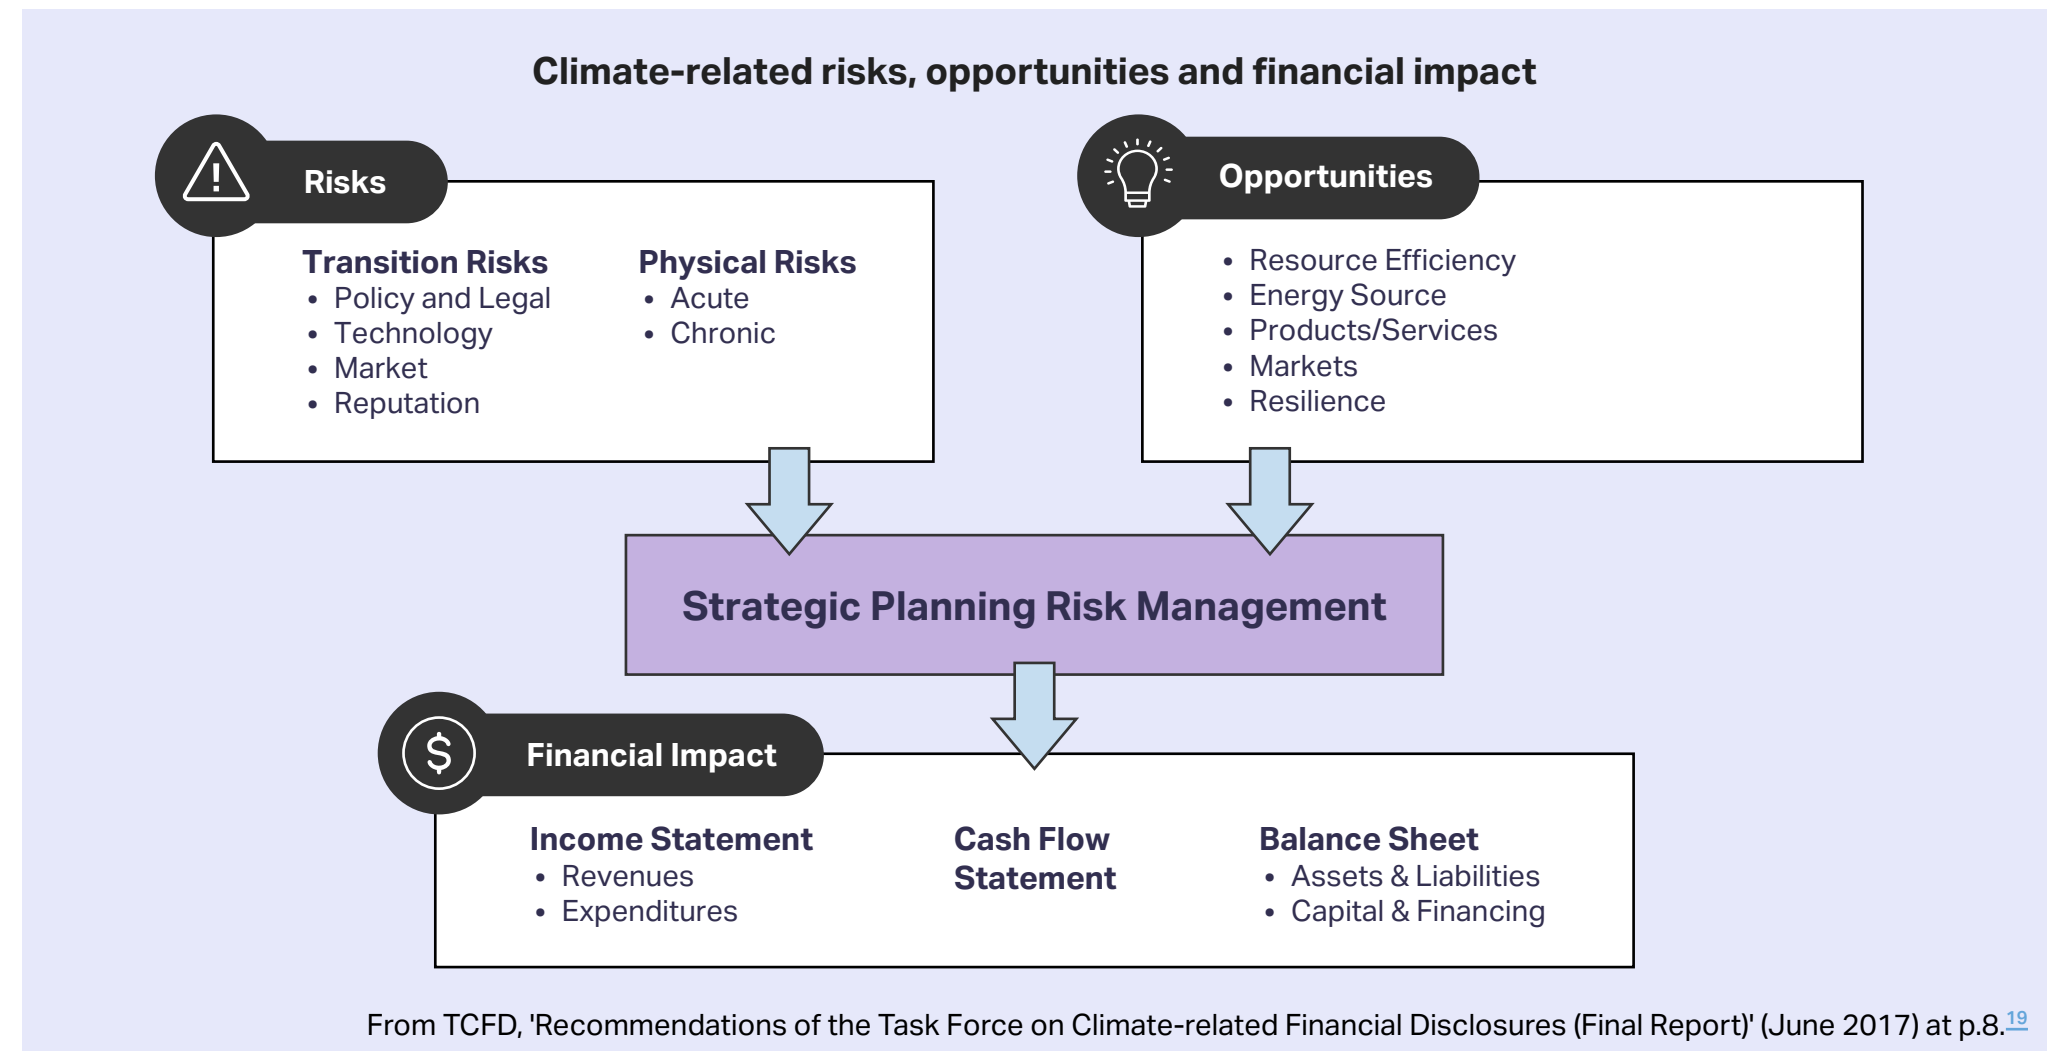 Climate-related risks, opportunities and financial impact
Risks
Transition Risks
• Policy and Legal
• Technology
• Market
• Reputation
Physical Risks
• Acute
• Chronic
Opportunities
• Resource Efficiency
• Energy Source
• Products/Services
• Markets
• Resilience
Strategic Planning Risk Management
$
Financial Impact
Income Statement
• Revenues
• Expenditures
Cash Flow
Statement
Balance Sheet
• Assets & Liabilities
• Capital & Financing
From TCFD, 'Recommendations of the Task Force on Climate-related Financial Disclosures (Final Report)' (June 2017) at p.8.19